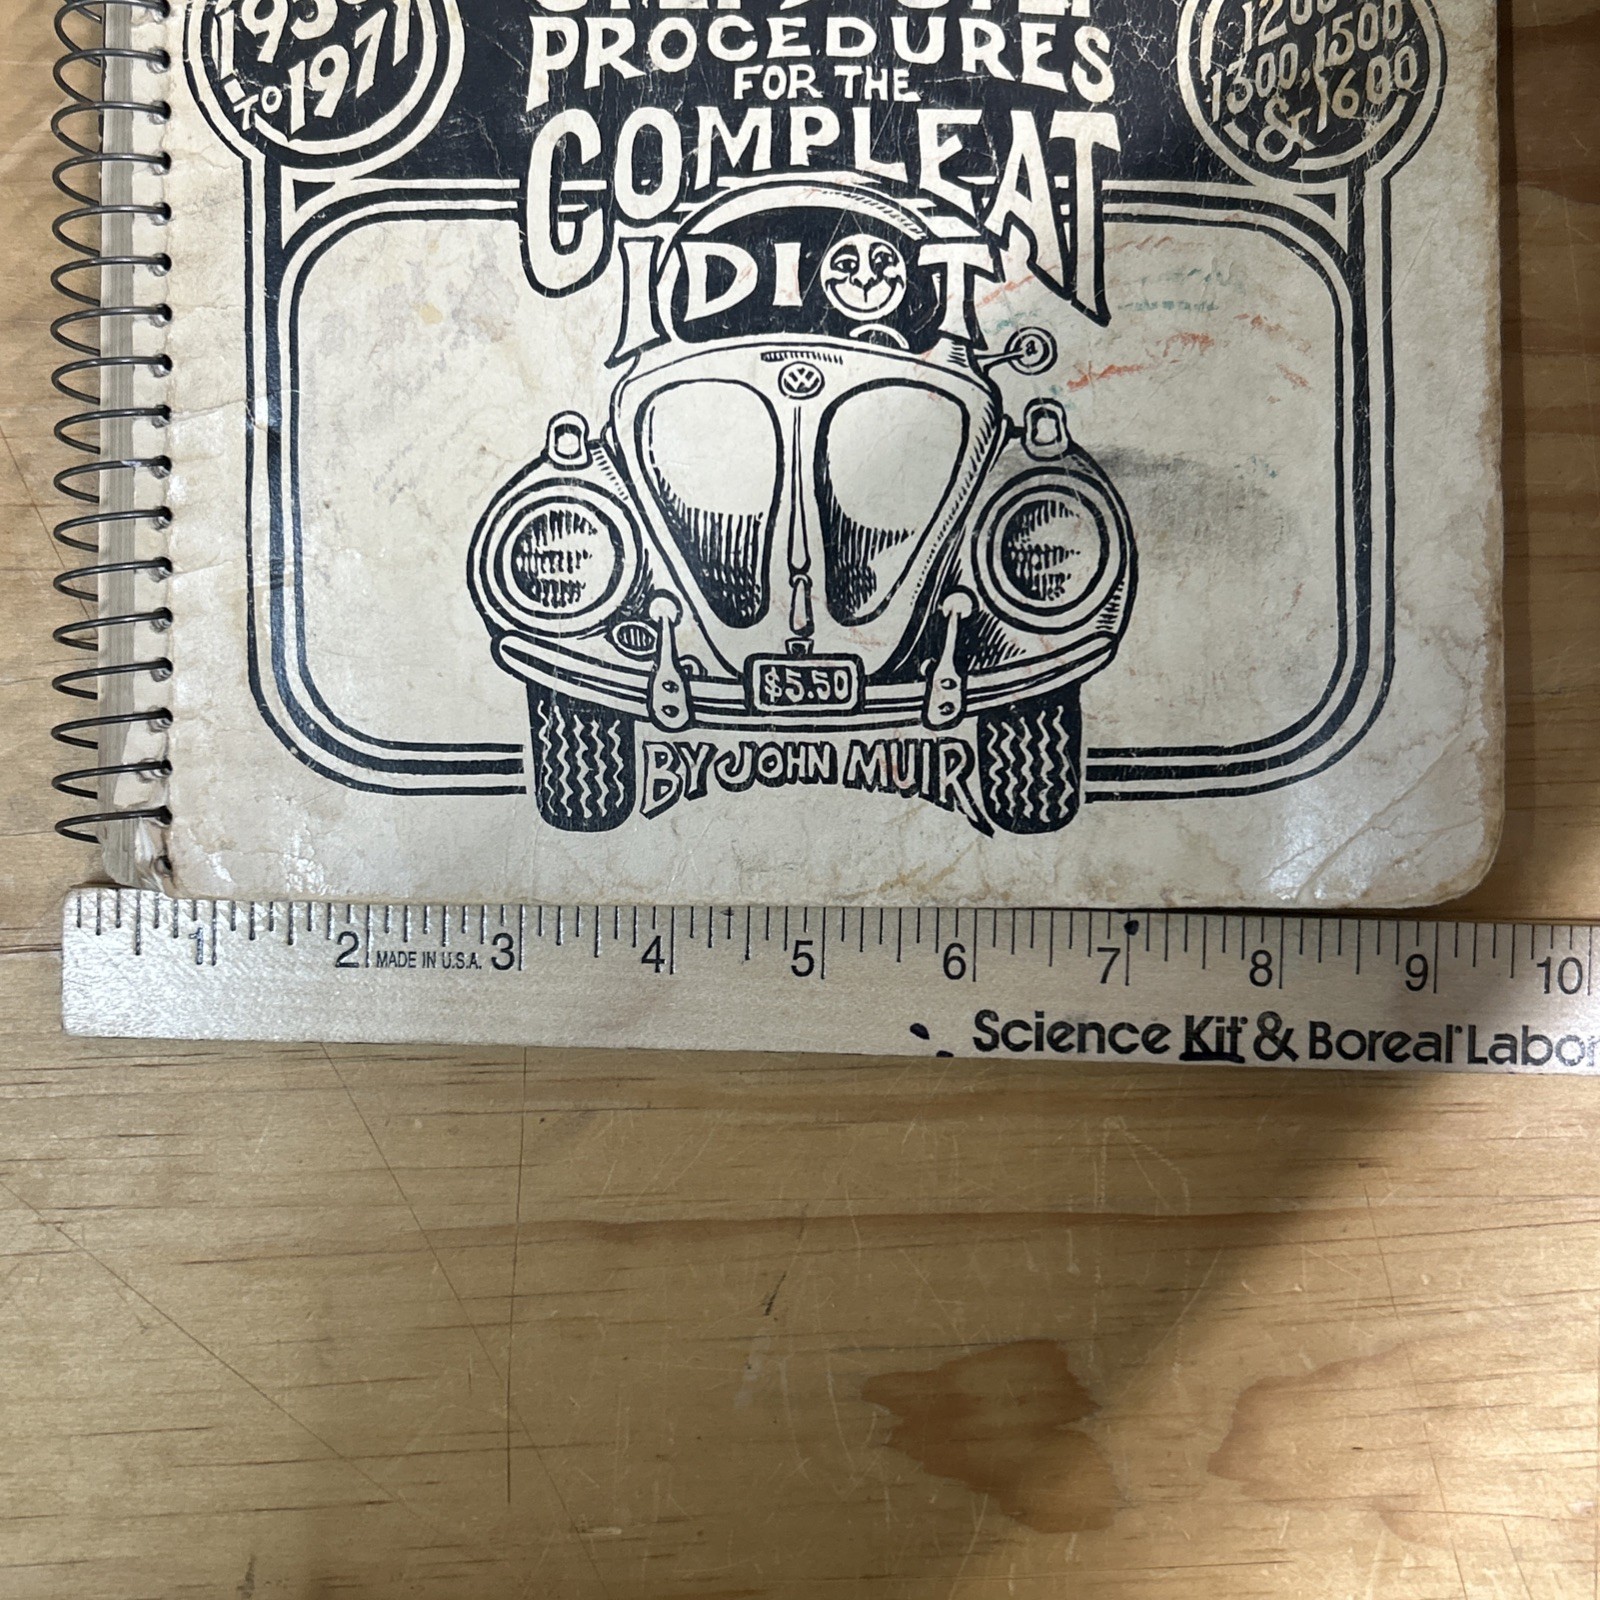 TO 1971
1300, 1500
& 1600
PROCEDURES
FOR THE
COMPLEAT
IDIOT
$5.50
BY JOHN MUIR
1 2 MADE IN U.S.A. 3 4 5 6 7 8 9 10
Science Kit & Boreal Labor